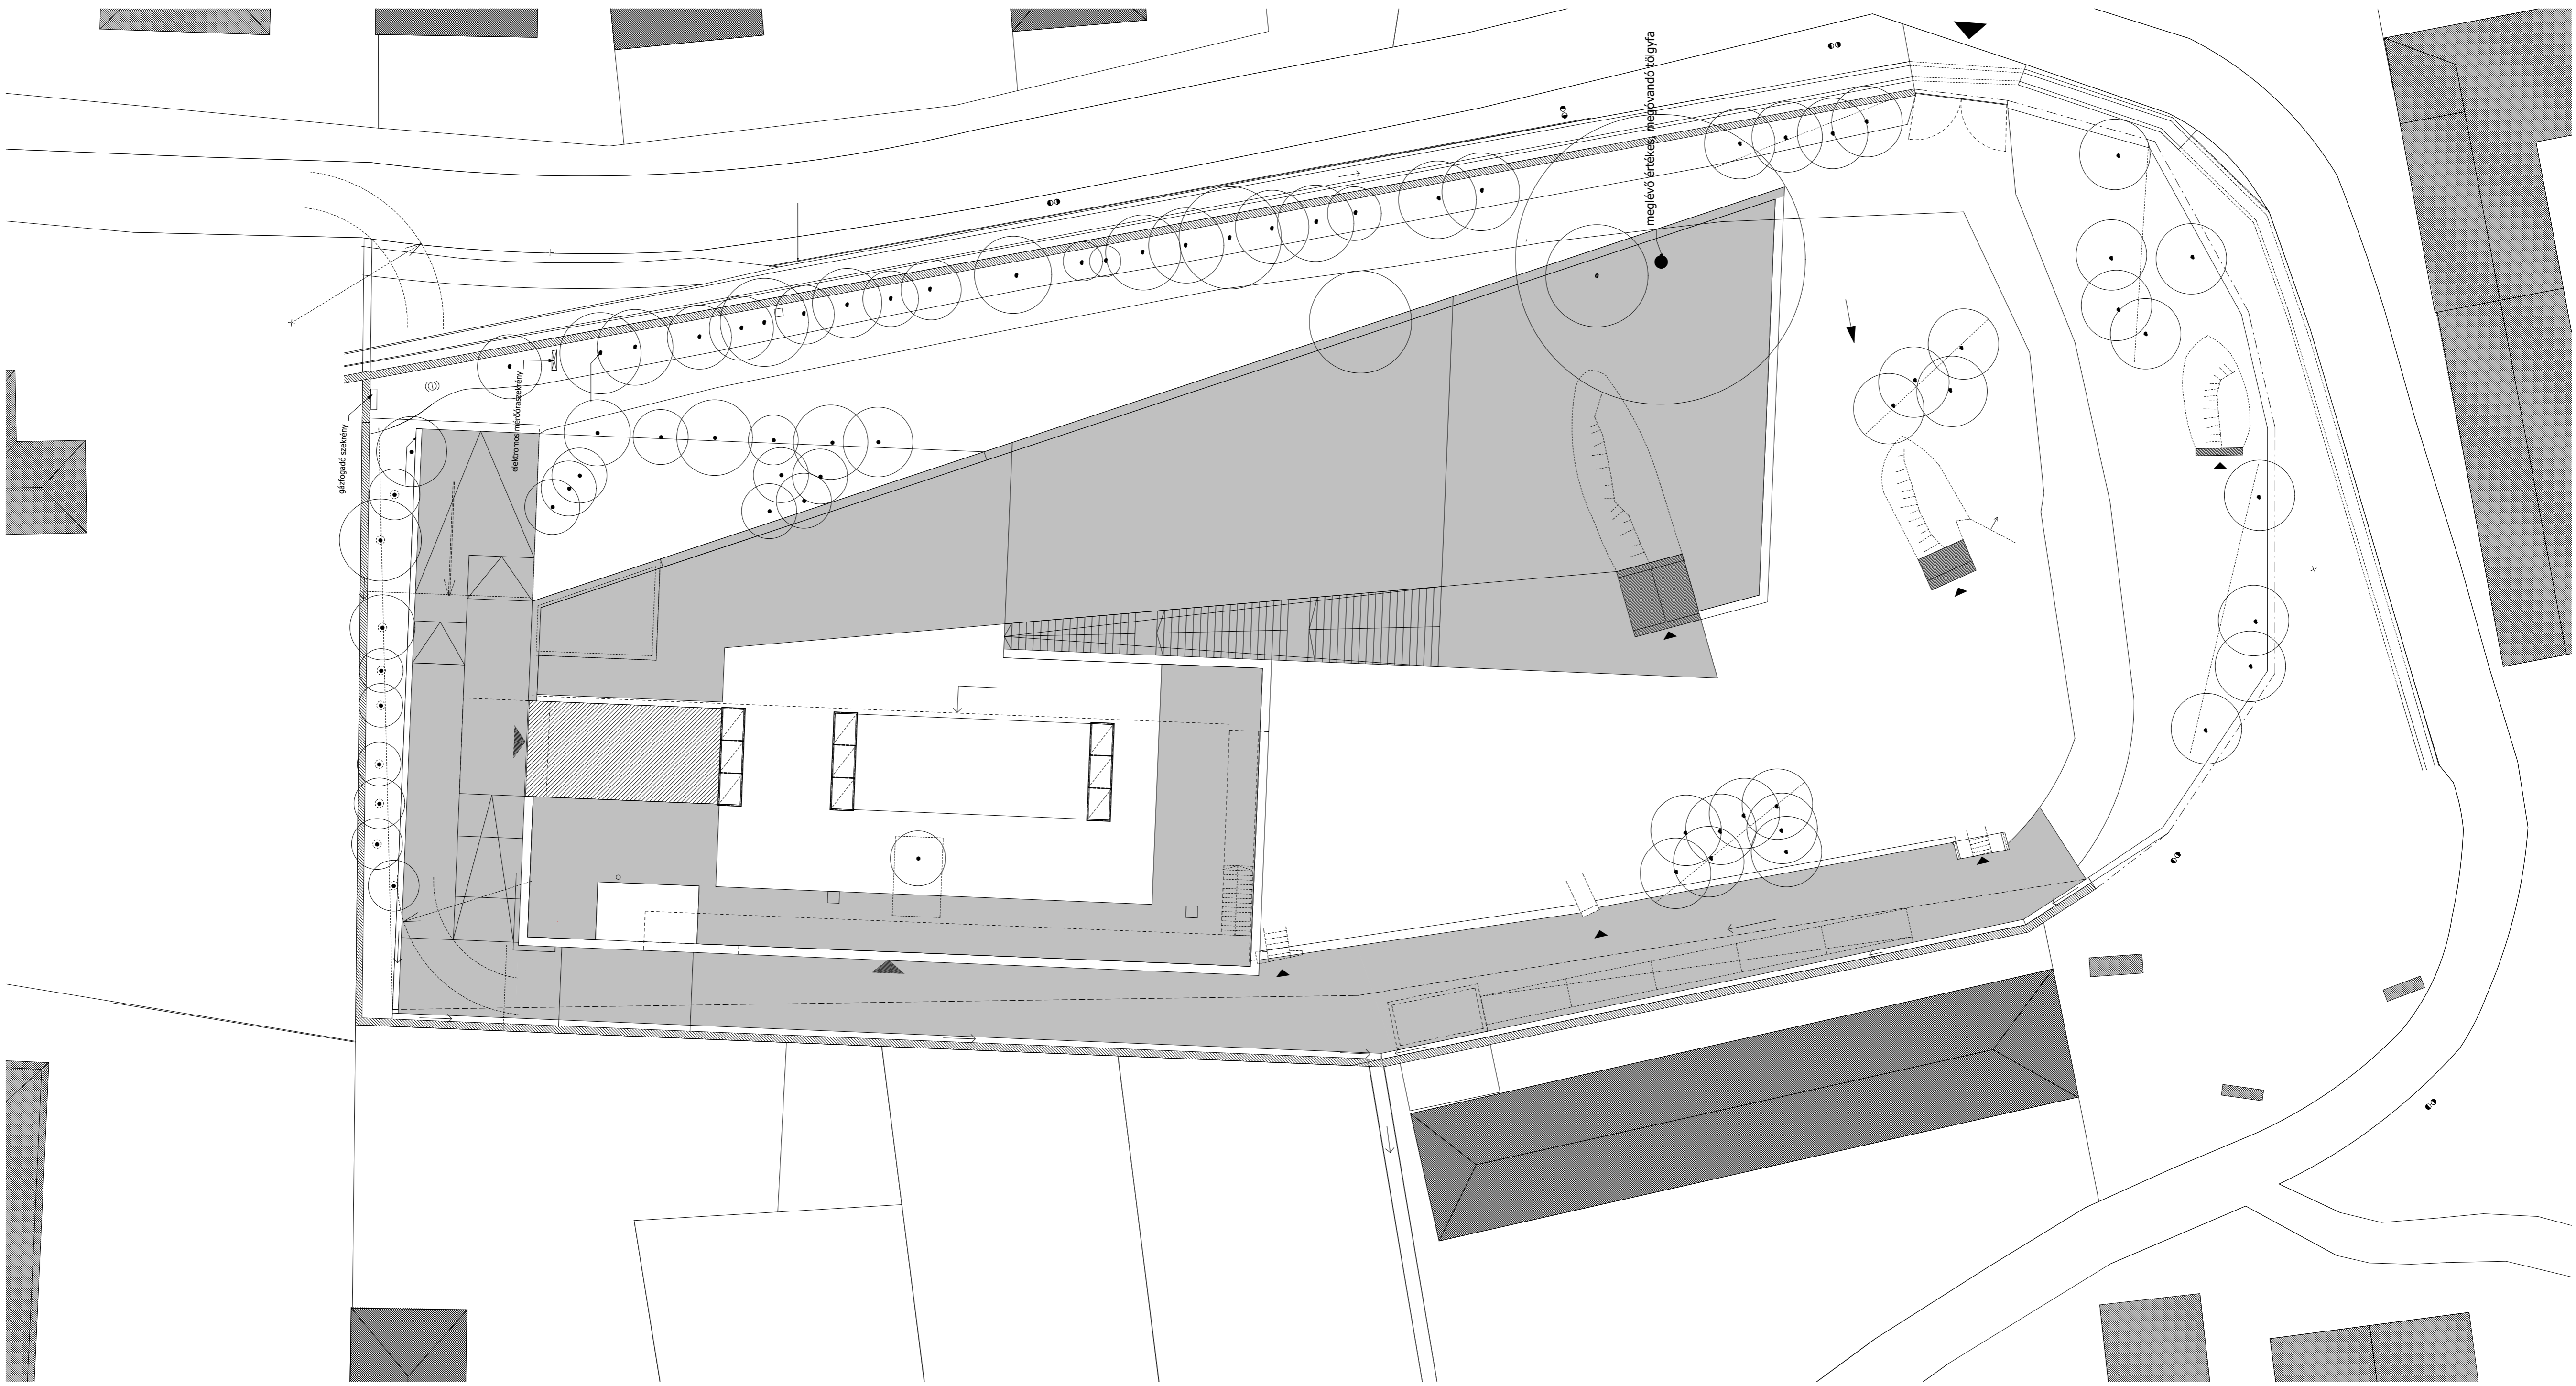 meglévő értékes, megóvandó tölgyfa
elektromos mérőóraszekrény
gázfogadó szekrény